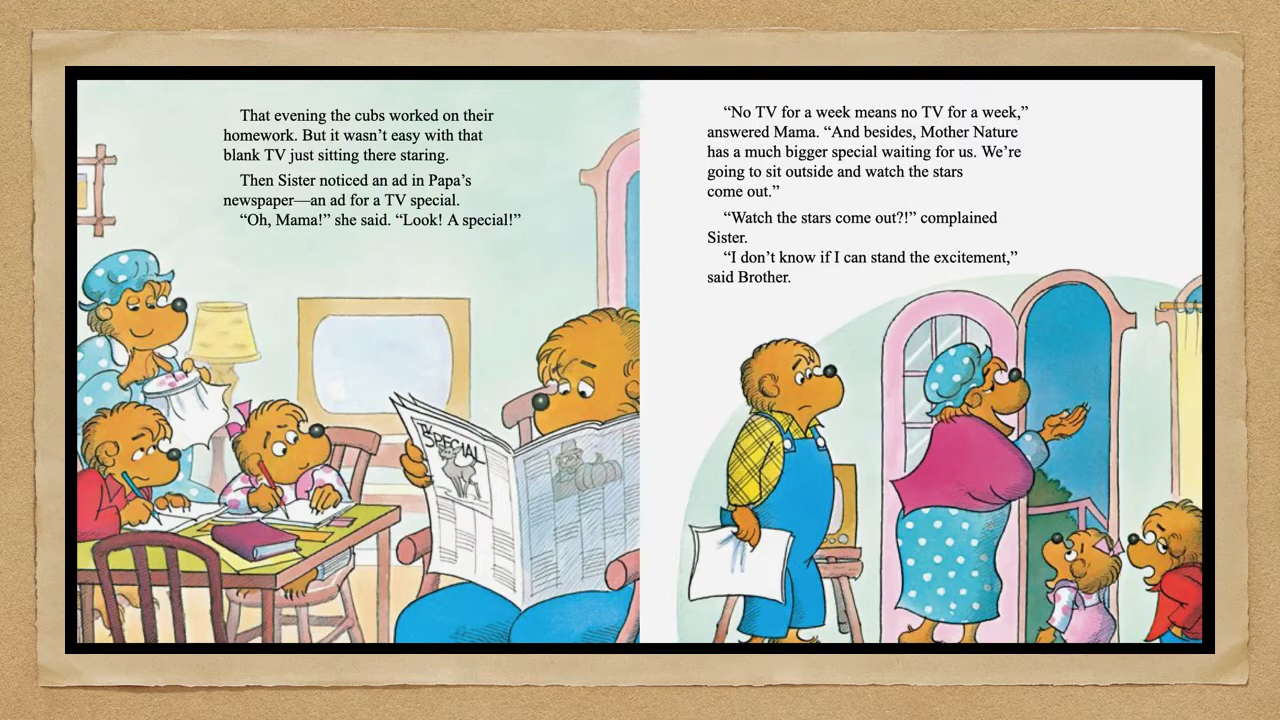 That evening the cubs worked on their
homework. But it wasn’t easy with that
blank TV just sitting there staring.
Then Sister noticed an ad in Papa’s
newspaper—an ad for a TV special.
“Oh, Mama!” she said. “Look! A special!”
TV
SPECIAL
“No TV for a week means no TV for a week,”
answered Mama. “And besides, Mother Nature
has a much bigger special waiting for us. We’re
going to sit outside and watch the stars
come out.”
“Watch the stars come out?!” complained
Sister.
“I don’t know if I can stand the excitement,”
said Brother.